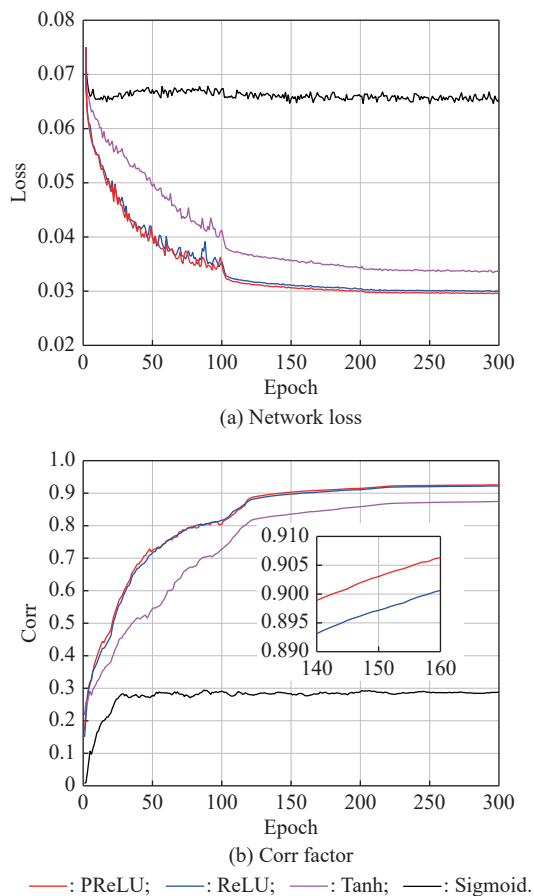 0.08
0.07
0.06
0.05
0.04
0.03
0.02
Loss
0 50 100 150 200 250 300
Epoch
(a) Network loss
1.0
0.9
0.8
0.7
0.6
0.5
0.4
0.3
0.2
0.1
0
Corr
0.910
0.905
0.900
0.895
0.890
140 150 160
0 50 100 150 200 250 300
Epoch
(b) Corr factor
: PReLU; : ReLU; : Tanh; : Sigmoid.